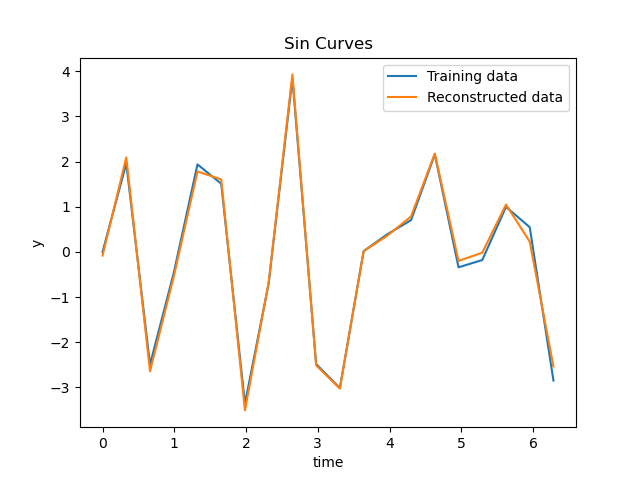 Sin Curves
Training data
Reconstructed data
4
3
2
1
0
−1
−2
−3
y
0 1 2 3 4 5 6
time